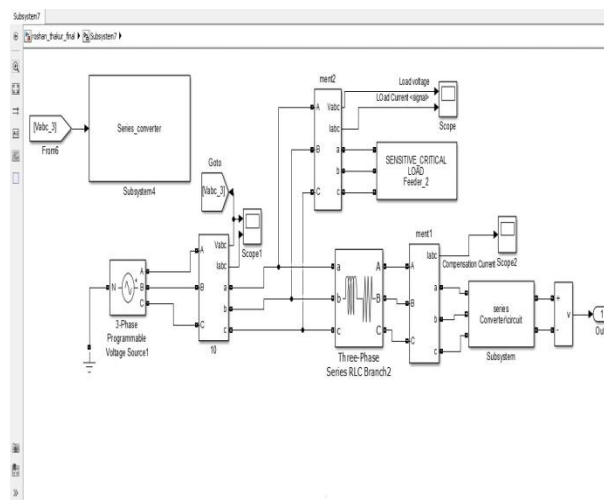 Subsystem7
roshan_thakur_final Subsystem7
[Vabc_3]
From6
Series_converter
Subsystem4
Goto
[Vabc_3]
Scope1
N
A
B
C
3-Phase
Programmable
Voltage Source1
A
B
C
Vabc
Iabc
a
b
c
10
ment2
A
B
C
Vabc
Iabc
a
b
c
Load voltage
LOad Current <signal>
Scope
SENSITIVE_CRITICAL
LOAD
Feeder_2
a
b
c
A
B
C
Three-Phase
Series RLC Branch2
ment1
A
B
C
Iabc
a
b
c
Compensation Current
Scope2
series
Converter\circuit
Subsystem
+
-
v
1
Out